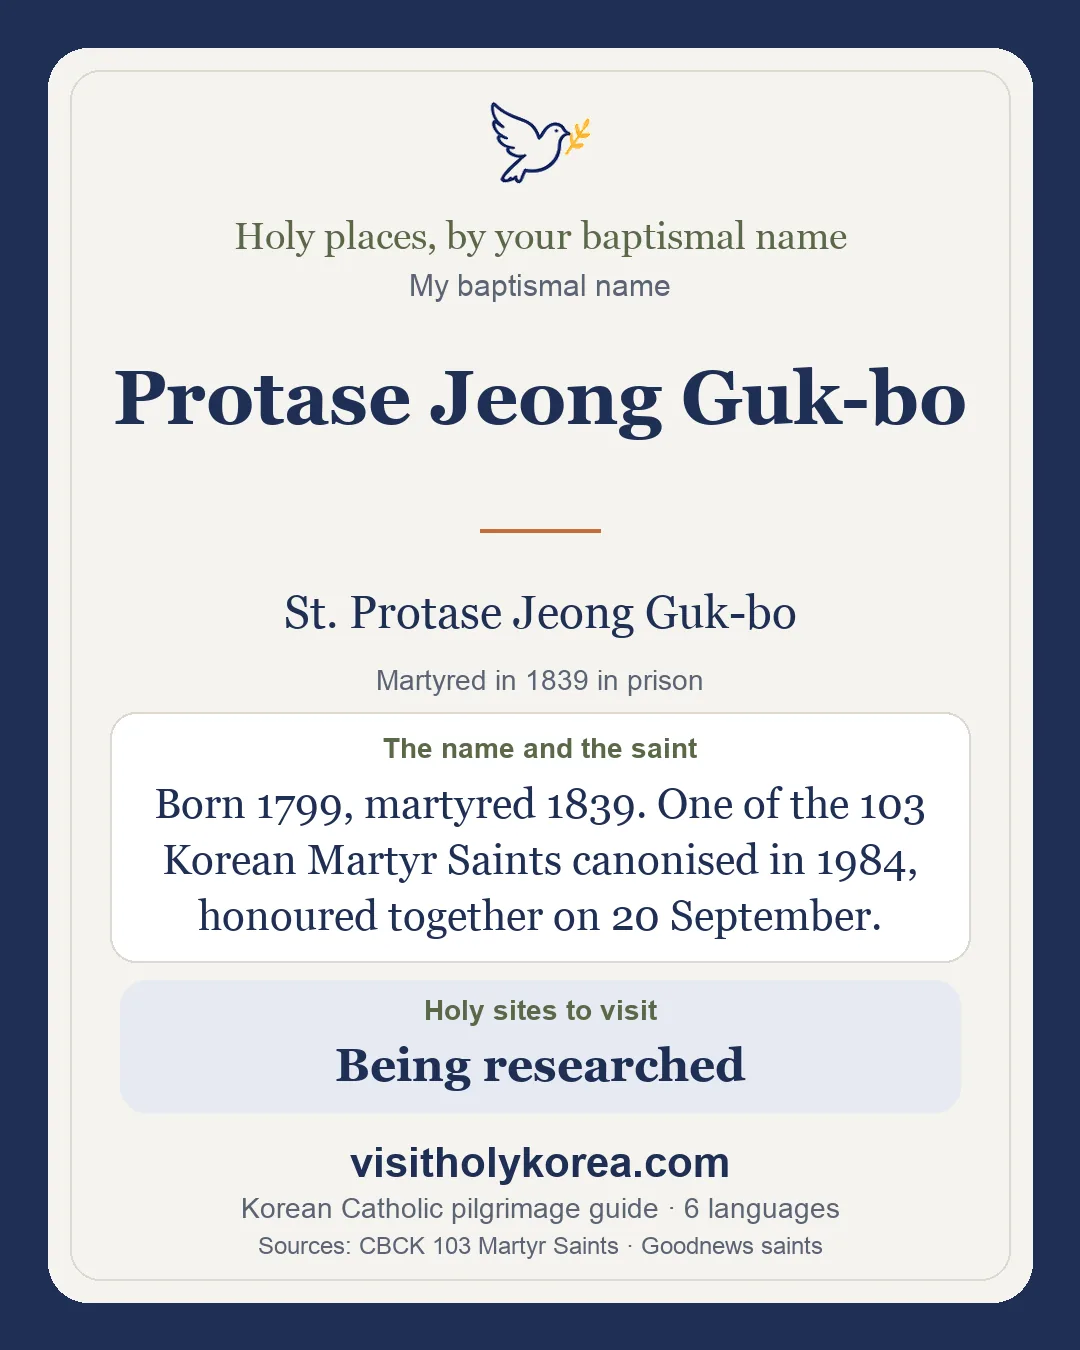 Holy places, by your baptismal name
My baptismal name
Protase Jeong Guk-bo
St. Protase Jeong Guk-bo
Martyred in 1839 in prison
The name and the saint
Born 1799, martyred 1839. One of the 103
Korean Martyr Saints canonised in 1984,
honoured together on 20 September.
Holy sites to visit
Being researched
visitholykorea.com
Korean Catholic pilgrimage guide · 6 languages
Sources: CBCK 103 Martyr Saints · Goodnews saints